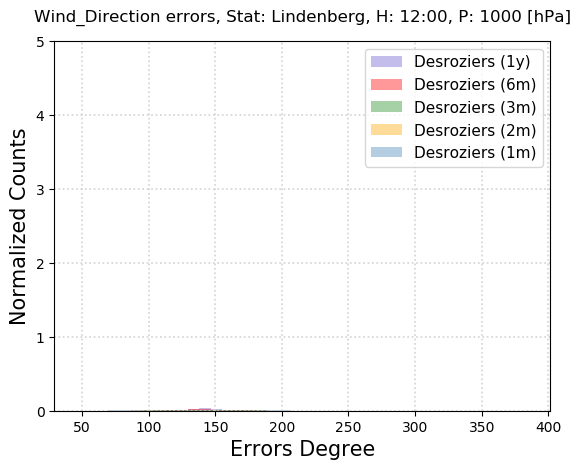 Wind_Direction errors, Stat: Lindenberg, H: 12:00, P: 1000 [hPa]
Desroziers (1y)
Desroziers (6m)
Desroziers (3m)
Desroziers (2m)
Desroziers (1m)
Normalized Counts
5
4
3
2
1
0
50 100 150 200 250 300 350 400
Errors Degree